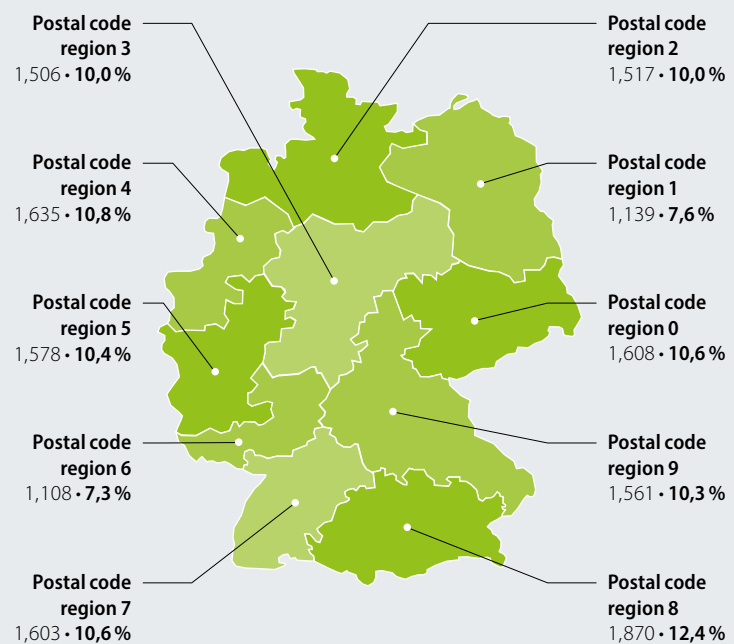 Postal code
region 3
1,506 • 10,0 %
Postal code
region 2
1,517 • 10,0 %
Postal code
region 4
1,635 • 10,8 %
Postal code
region 1
1,139 • 7,6 %
Postal code
region 5
1,578 • 10,4 %
Postal code
region 0
1,608 • 10,6 %
Postal code
region 6
1,108 • 7,3 %
Postal code
region 9
1,561 • 10,3 %
Postal code
region 7
1,603 • 10,6 %
Postal code
region 8
1,870 • 12,4 %